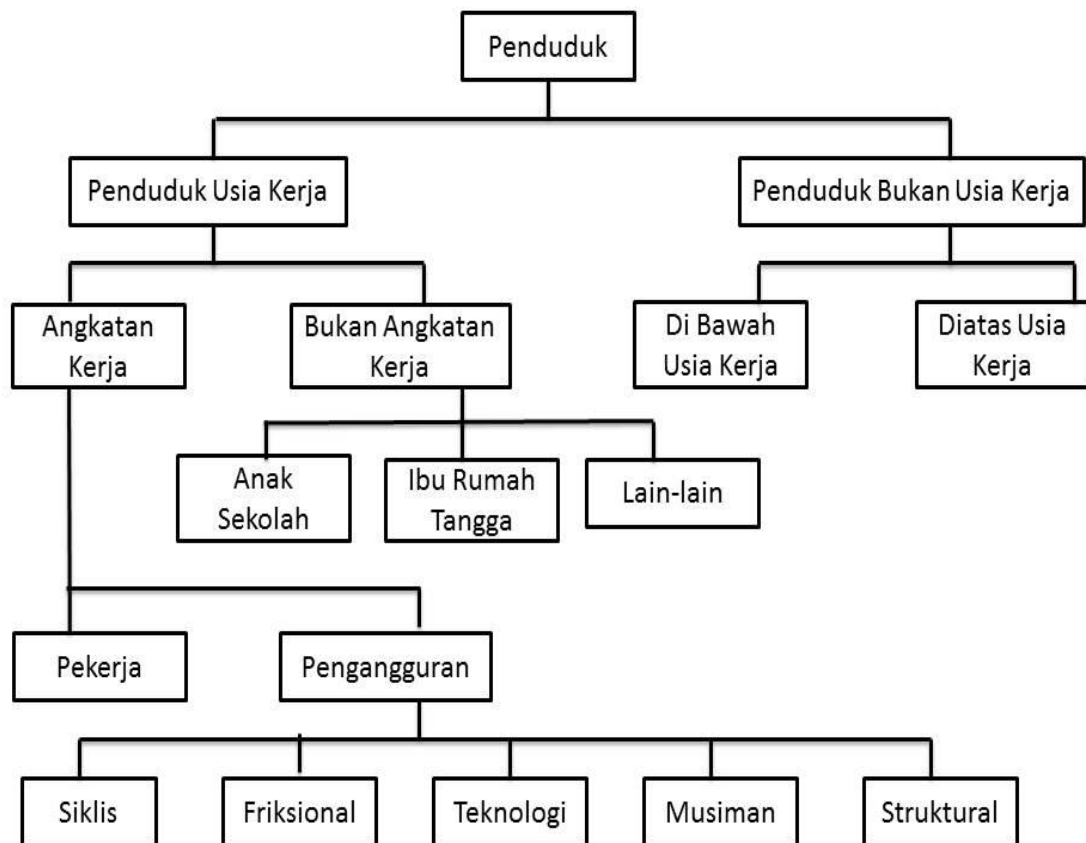 Penduduk
Penduduk Usia Kerja
Penduduk Bukan Usia Kerja
Angkatan
Kerja
Bukan Angkatan
Kerja
Di Bawah
Usia Kerja
Diatas Usia
Kerja
Anak
Sekolah
Ibu Rumah
Tangga
Lain-lain
Pekerja
Pengangguran
Siklis
Friksional
Teknologi
Musiman
Struktural